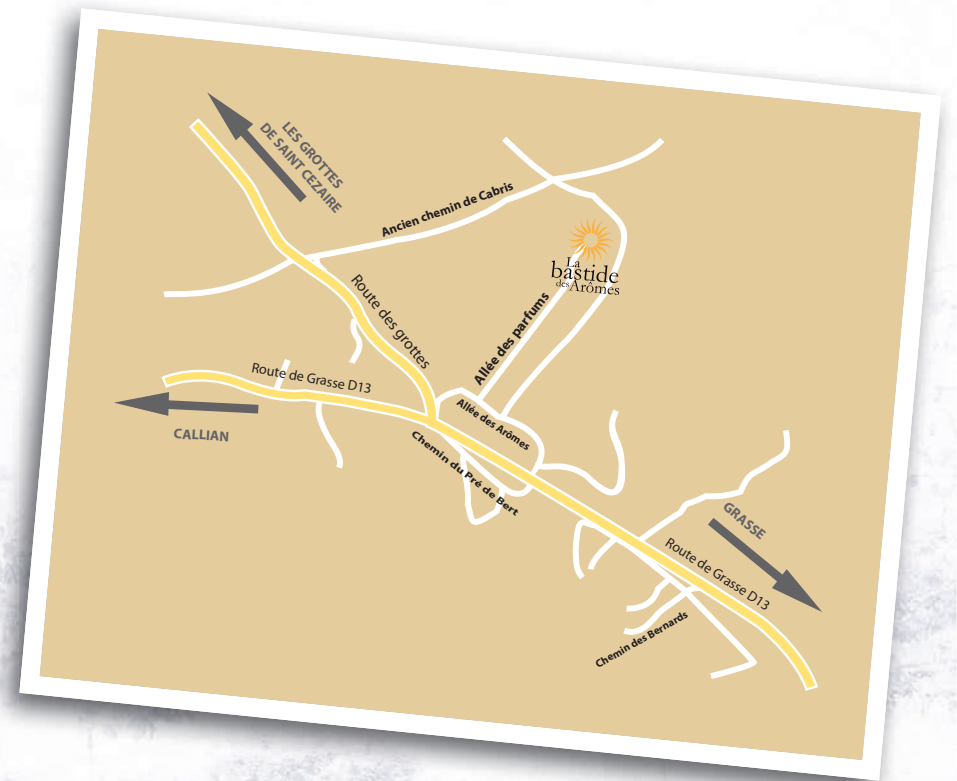 LES GROTTES
DE SAINT CEZAIRE
Ancien chemin de Cabris
La
bastide
des Arômes
Route des grottes
Allée des parfums
Route de Grasse D13
Allée des Arômes
CALLIAN
Chemin du Pré de Bert
GRASSE
Route de Grasse D13
Chemin des Bernards